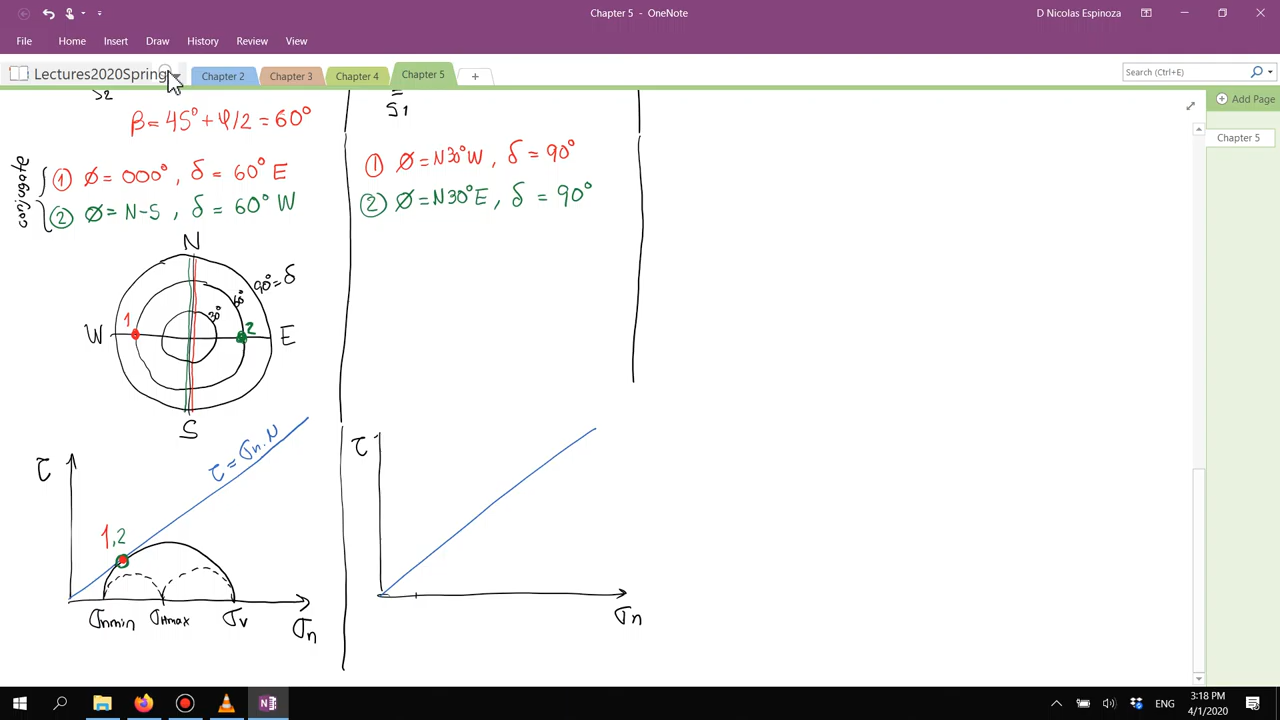 Chapter 5 - OneNote
D Nicolas Espinoza
File Home Insert Draw History Review View
Lectures2020Spring
Chapter 2
Chapter 3
Chapter 4
Chapter 5
+
Search (Ctrl+E)
Add Page
Chapter 5
S2
β = 45° + φ/2 = 60°
conjugate
① ø = 000°, δ = 60° E
② ø = N-S, δ = 60° W
N
90° = δ
60°
30°
1
2
W
E
S
τ
τ = σn.N
1,2
σhmin
σHmax
σv
σn
S1
① ø = N30°W, δ = 90°
② ø = N30°E, δ = 90°
τ
σn
ENG
3:18 PM
4/1/2020